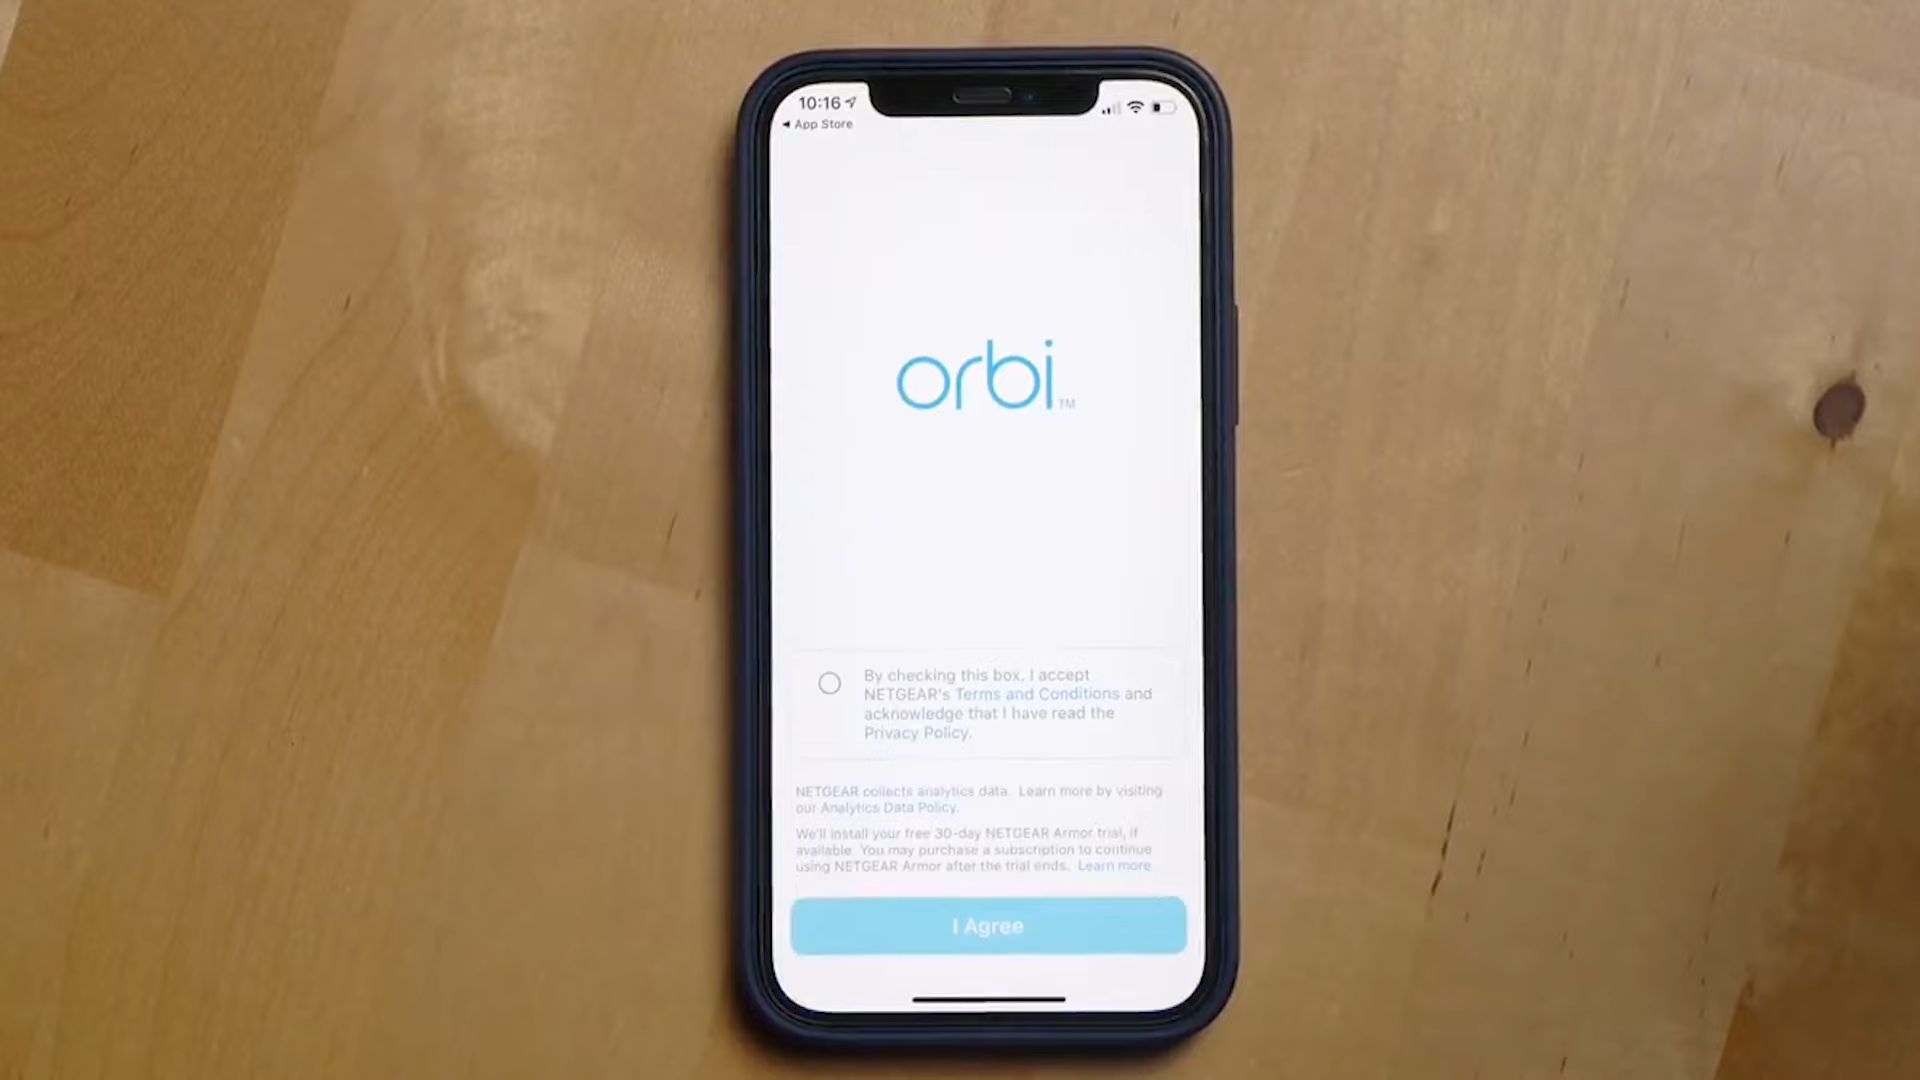 10:16
◀ App Store
orbi™
By checking this box, I accept
NETGEAR's Terms and Conditions and
acknowledge that I have read the
Privacy Policy.
NETGEAR collects analytics data. Learn more by visiting
our Analytics Data Policy.
We'll install your free 30-day NETGEAR Armor trial, if
available. You may purchase a subscription to continue
using NETGEAR Armor after the trial ends. Learn more
I Agree